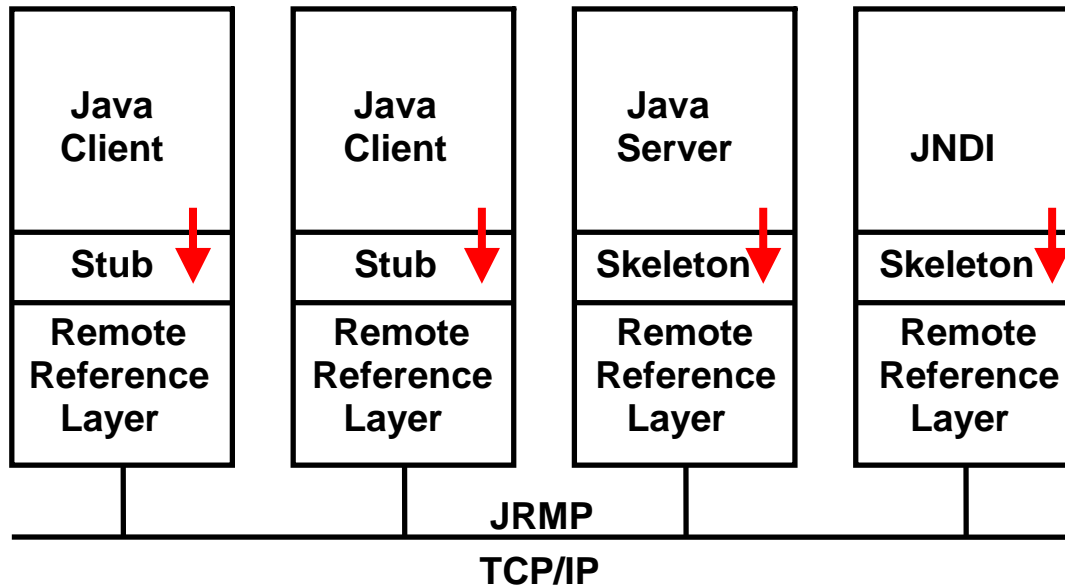 Java
Client
Stub
Remote
Reference
Layer
Java
Client
Stub
Remote
Reference
Layer
Java
Server
Skeleton
Remote
Reference
Layer
JNDI
Skeleton
Remote
Reference
Layer
JRMP
TCP/IP